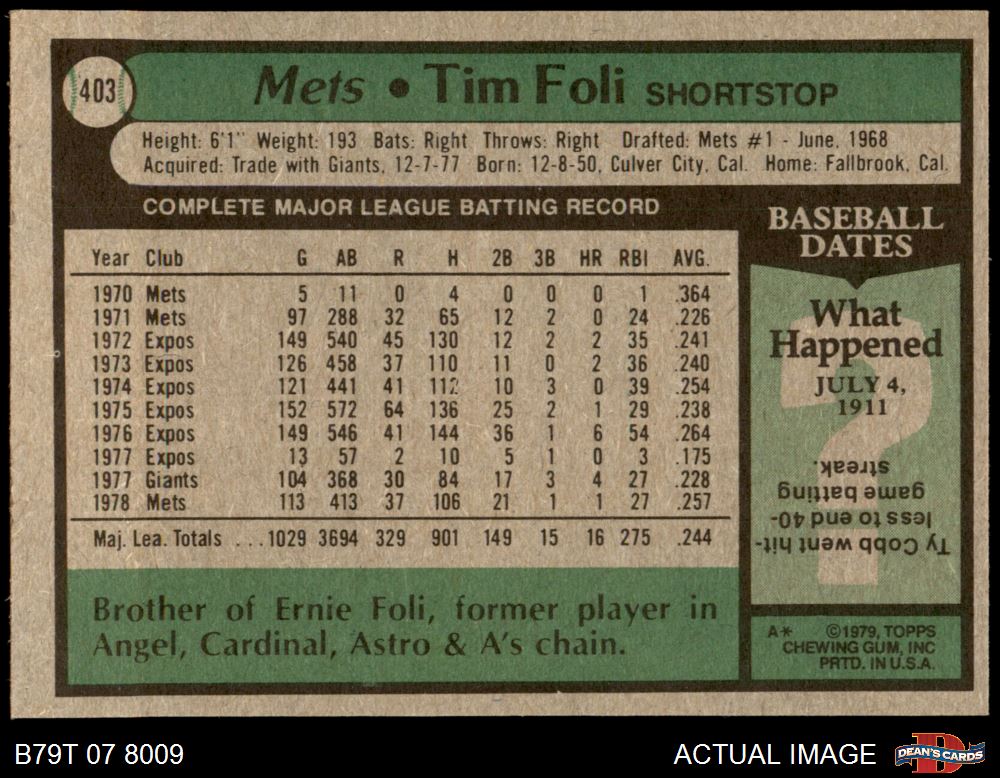 403
Mets • Tim Foli SHORTSTOP
Height: 6'1" Weight: 193 Bats: Right Throws: Right Drafted: Mets #1 - June, 1968
Acquired: Trade with Giants, 12-7-77 Born: 12-8-50, Culver City, Cal. Home: Fallbrook, Cal.
COMPLETE MAJOR LEAGUE BATTING RECORD
Year Club G AB R H 2B 3B HR RBI AVG.
1970 Mets 5 11 0 4 0 0 0 1 .364
1971 Mets 97 288 32 65 12 2 0 24 .226
1972 Expos 149 540 45 130 12 2 2 35 .241
1973 Expos 126 458 37 110 11 0 2 36 .240
1974 Expos 121 441 41 112 10 3 0 39 .254
1975 Expos 152 572 64 136 25 2 1 29 .238
1976 Expos 149 546 41 144 36 1 6 54 .264
1977 Expos 13 57 2 10 5 1 0 3 .175
1977 Giants 104 368 30 84 17 3 4 27 .228
1978 Mets 113 413 37 106 21 1 1 27 .257
Maj. Lea. Totals ...1029 3694 329 901 149 15 16 275 .244
Brother of Ernie Foli, former player in
Angel, Cardinal, Astro & A's chain.
BASEBALL
DATES
What
Happened
JULY 4,
1911
?
Ty Cobb went hit-
less to end 40-
game batting
streak.
A* ©1979, TOPPS
CHEWING GUM, INC
PRTD. IN U.S.A.
B79T 07 8009
ACTUAL IMAGE
D
DEAN'S CARDS